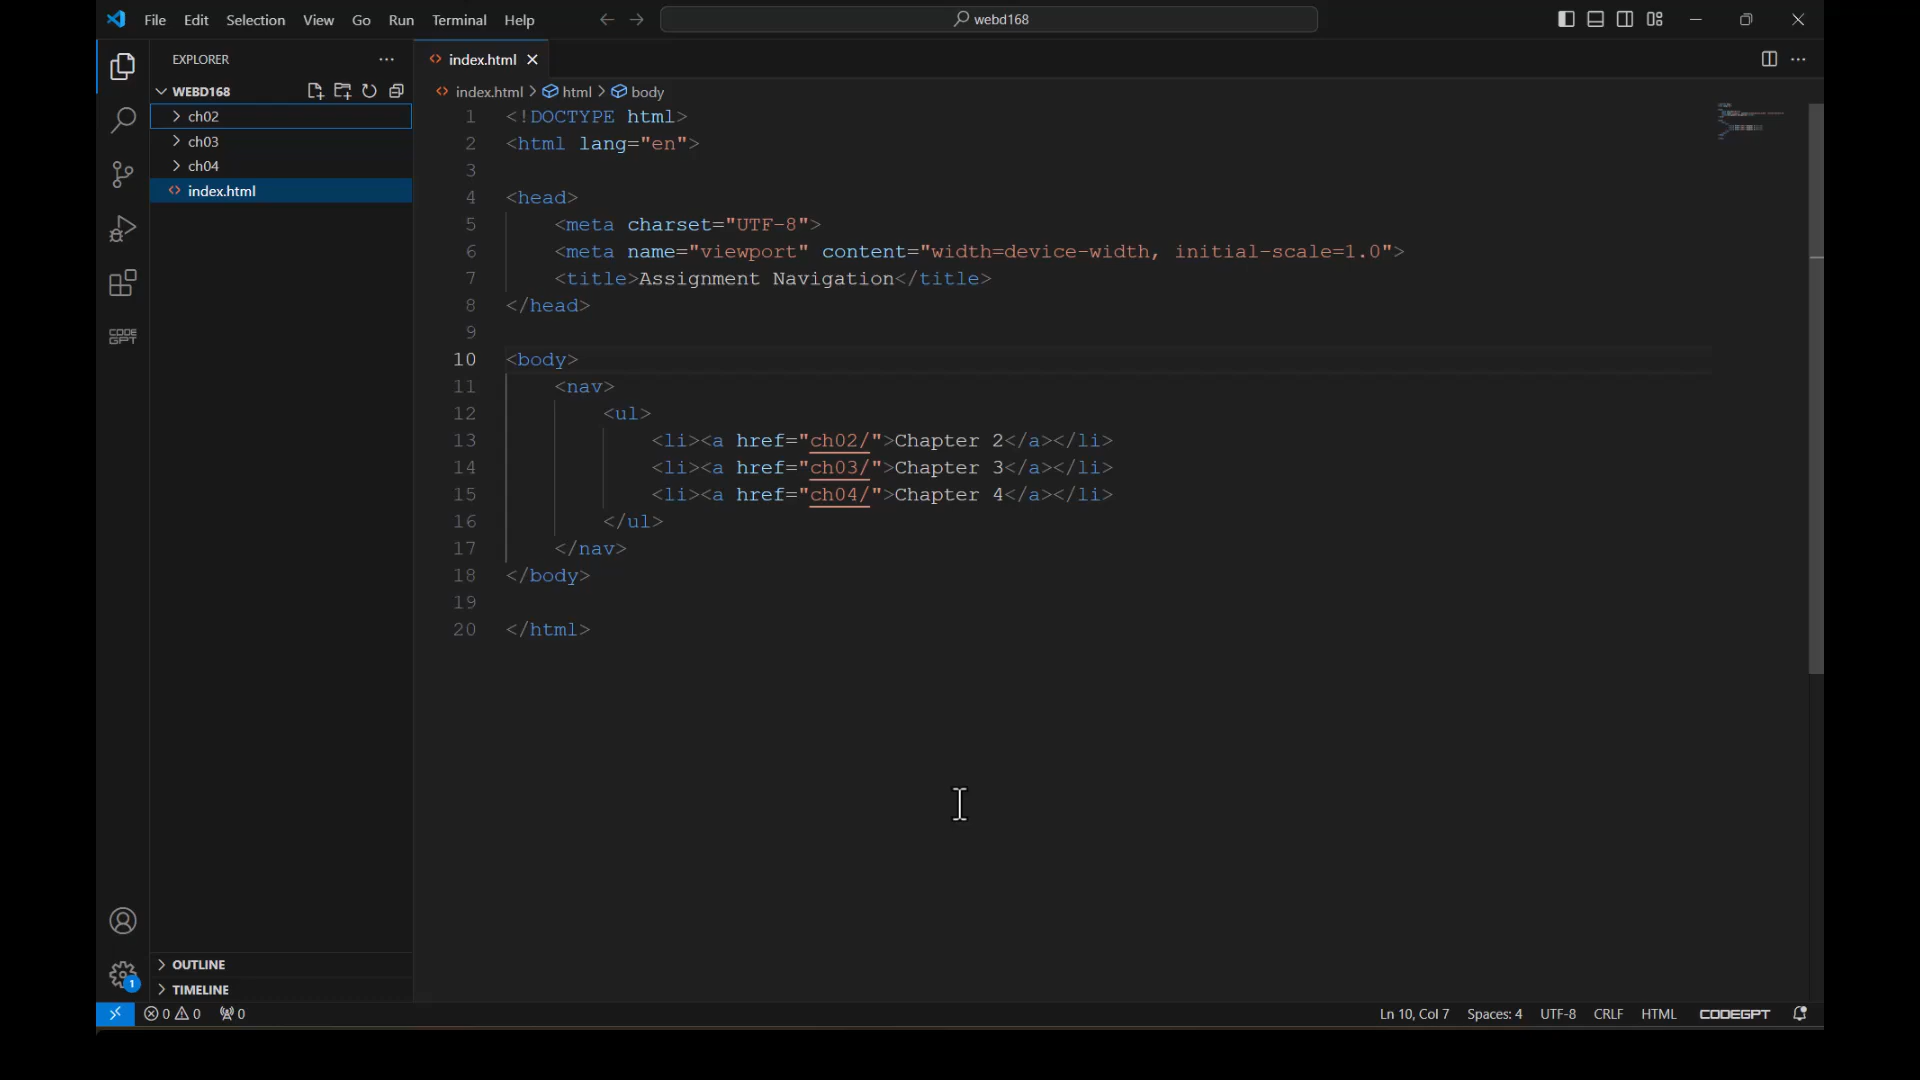 File Edit Selection View Go Run Terminal Help
webd168
EXPLORER
WEBD168
ch02
ch03
ch04
index.html
OUTLINE
TIMELINE
CODE
GPT
1
index.html
index.html > html > body
1 <!DOCTYPE html>
2 <html lang="en">
3
4 <head>
5 <meta charset="UTF-8">
6 <meta name="viewport" content="width=device-width, initial-scale=1.0">
7 <title>Assignment Navigation</title>
8 </head>
9
10 <body>
11 <nav>
12 <ul>
13 <li><a href="ch02/">Chapter 2</a></li>
14 <li><a href="ch03/">Chapter 3</a></li>
15 <li><a href="ch04/">Chapter 4</a></li>
16 </ul>
17 </nav>
18 </body>
19
20 </html>
0 0 0 Ln 10, Col 7 Spaces: 4 UTF-8 CRLF HTML CODEGPT